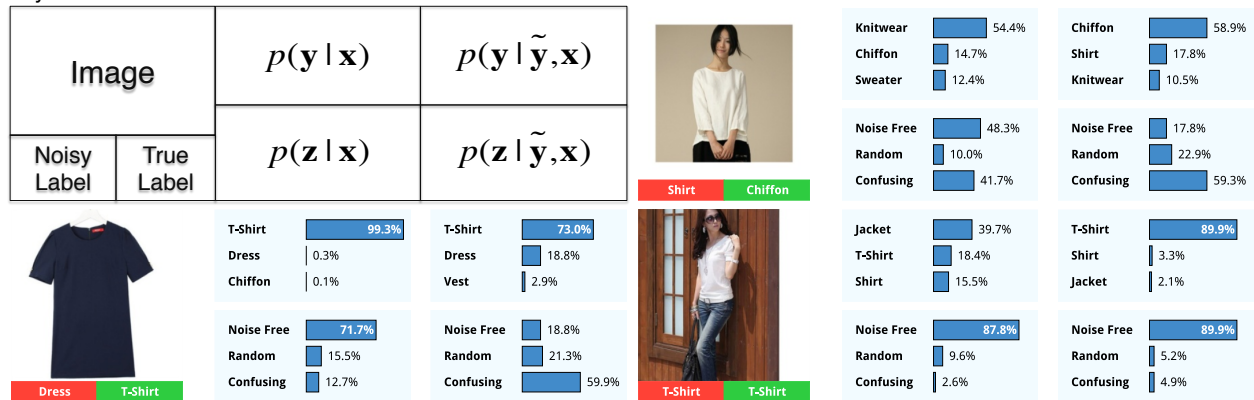 Image
Noisy Label
True Label
p(y | x)
p(y | ỹ,x)
p(z | x)
p(z | ỹ,x)
Shirt
Chiffon
Knitwear 54.4%
Chiffon 14.7%
Sweater 12.4%
Chiffon 58.9%
Shirt 17.8%
Knitwear 10.5%
Noise Free 48.3%
Random 10.0%
Confusing 41.7%
Noise Free 17.8%
Random 22.9%
Confusing 59.3%
Dress
T-Shirt
T-Shirt 99.3%
Dress 0.3%
Chiffon 0.1%
T-Shirt 73.0%
Dress 18.8%
Vest 2.9%
Noise Free 71.7%
Random 15.5%
Confusing 12.7%
Noise Free 18.8%
Random 21.3%
Confusing 59.9%
T-Shirt
T-Shirt
Jacket 39.7%
T-Shirt 18.4%
Shirt 15.5%
T-Shirt 89.9%
Shirt 3.3%
Jacket 2.1%
Noise Free 87.8%
Random 9.6%
Confusing 2.6%
Noise Free 89.9%
Random 5.2%
Confusing 4.9%